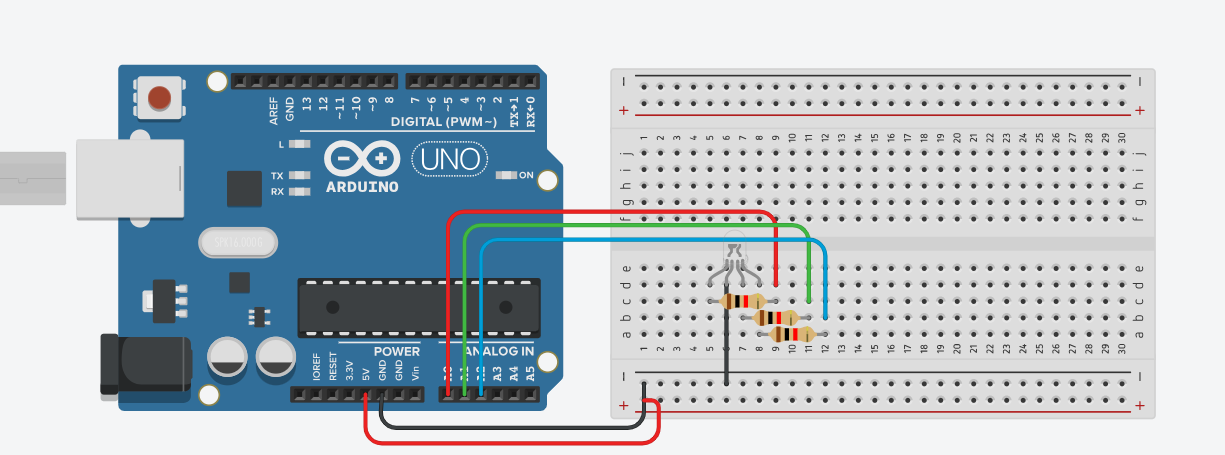 AREF
GND
13
12
~11
~10
~9
8
7
~6
~5
4
~3
2
TX→1
RX←0
DIGITAL (PWM~)
L
TX
RX
ARDUINO
UNO
ON
POWER
ANALOG IN
IOREF
RESET
3.3V
5V
GND
GND
Vin
A3
A4
A5
− −
+ +
1 2 3 4 5 6 7 8 9 10 11 12 13 14 15 16 17 18 19 20 21 22 23 24 25 26 27 28 29 30
j j
i i
h h
g g
f f
e e
d d
c c
b b
a a
1 2 3 4 5 6 7 8 9 10 11 12 13 14 15 16 17 18 19 20 21 22 23 24 25 26 27 28 29 30
− −
+ +